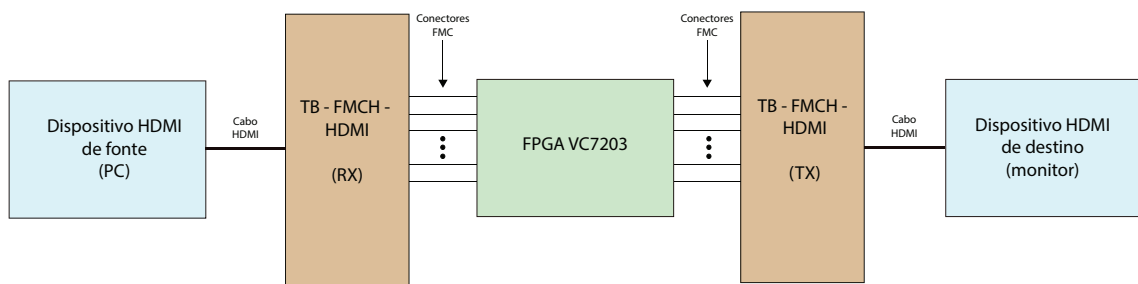 Dispositivo HDMI
de fonte
(PC)
Cabo
HDMI
TB - FMCH -
HDMI
(RX)
Conectores
FMC
FPGA VC7203
Conectores
FMC
TB - FMCH -
HDMI
(TX)
Cabo
HDMI
Dispositivo HDMI
de destino
(monitor)